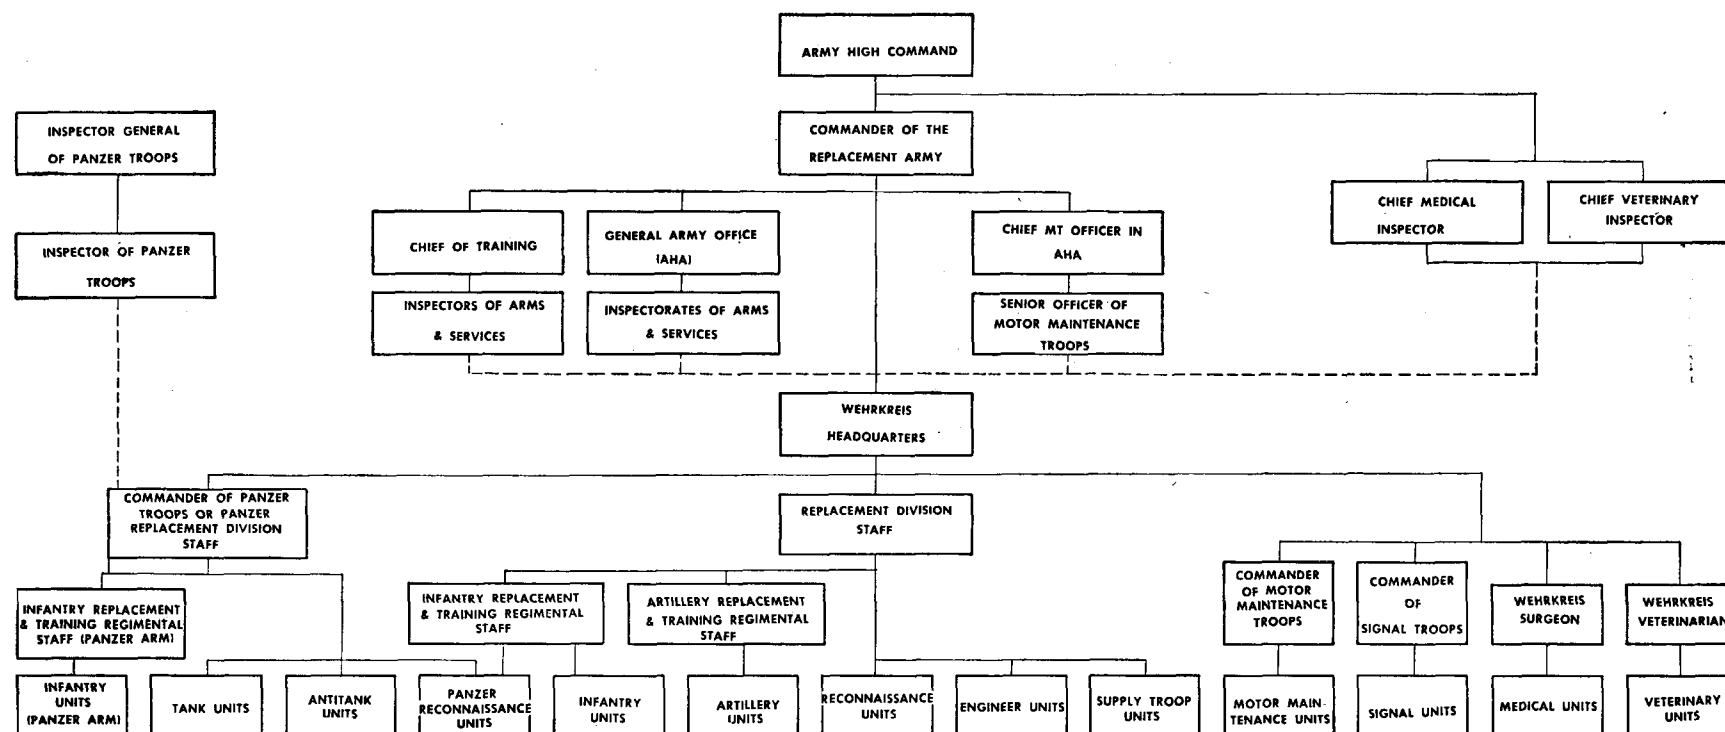 ARMY HIGH COMMAND
INSPECTOR GENERAL
OF PANZER TROOPS
COMMANDER OF THE
REPLACEMENT ARMY
CHIEF MEDICAL
INSPECTOR
CHIEF VETERINARY
INSPECTOR
INSPECTOR OF PANZER
TROOPS
CHIEF OF TRAINING
GENERAL ARMY OFFICE
(AHA)
CHIEF MT OFFICER IN
AHA
INSPECTORS OF ARMS
& SERVICES
INSPECTORATES OF ARMS
& SERVICES
SENIOR OFFICER OF
MOTOR MAINTENANCE
TROOPS
WEHRKREIS
HEADQUARTERS
COMMANDER OF PANZER
TROOPS OR PANZER
REPLACEMENT DIVISION
STAFF
REPLACEMENT DIVISION
STAFF
INFANTRY REPLACEMENT
& TRAINING REGIMENTAL
STAFF (PANZER ARM)
INFANTRY REPLACEMENT
& TRAINING REGIMENTAL
STAFF
ARTILLERY REPLACEMENT
& TRAINING REGIMENTAL
STAFF
COMMANDER
OF MOTOR
MAINTENANCE
TROOPS
COMMANDER
OF
SIGNAL TROOPS
WEHRKREIS
SURGEON
WEHRKREIS
VETERINARIAN
INFANTRY
UNITS
(PANZER ARM)
TANK UNITS
ANTITANK
UNITS
PANZER
RECONNAISSANCE
UNITS
INFANTRY
UNITS
ARTILLERY
UNITS
RECONNAISSANCE
UNITS
ENGINEER UNITS
SUPPLY TROOP
UNITS
MOTOR MAIN-
TENANCE UNITS
SIGNAL UNITS
MEDICAL UNITS
VETERINARY
UNITS